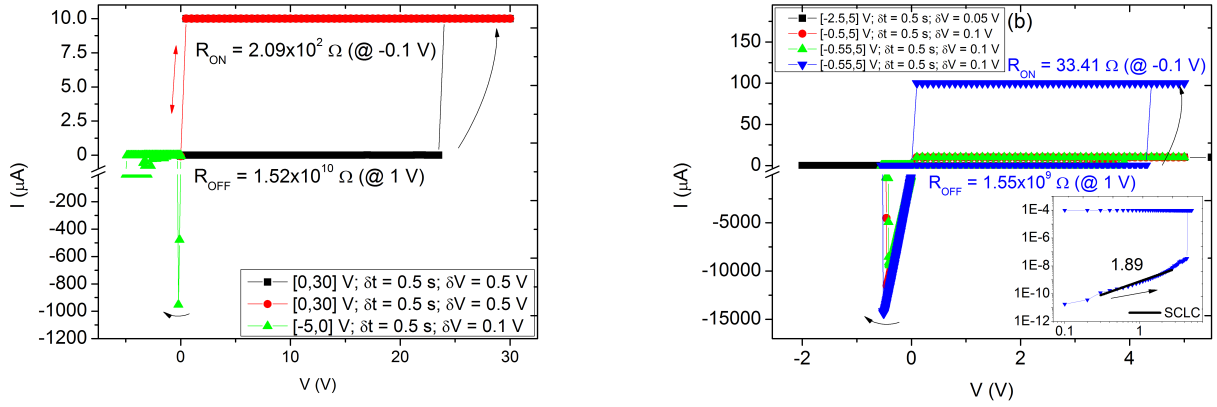 10.0
7.5
5.0
2.5
0
-200
-400
-600
-800
-1000
-1200
I (μA)
R_ON = 2.09x10^2 Ω (@ -0.1 V)
R_OFF = 1.52x10^10 Ω (@ 1 V)
[0,30] V; δt = 0.5 s; δV = 0.5 V
[0,30] V; δt = 0.5 s; δV = 0.5 V
[-5,0] V; δt = 0.5 s; δV = 0.1 V
0 10 20 30
V (V)
(b)
[-2.5,5] V; δt = 0.5 s; δV = 0.05 V
[-0.5,5] V; δt = 0.5 s; δV = 0.1 V
[-0.55,5] V; δt = 0.5 s; δV = 0.1 V
[-0.55,5] V; δt = 0.5 s; δV = 0.1 V
175
150
125
100
75
50
25
0
-5000
-10000
-15000
I (μA)
R_ON = 33.41 Ω (@ -0.1 V)
R_OFF = 1.55x10^9 Ω (@ 1 V)
1E-4
1E-6
1E-8
1E-10
1E-12
1.89
SCLC
0.1 1
-2 0 2 4
V (V)